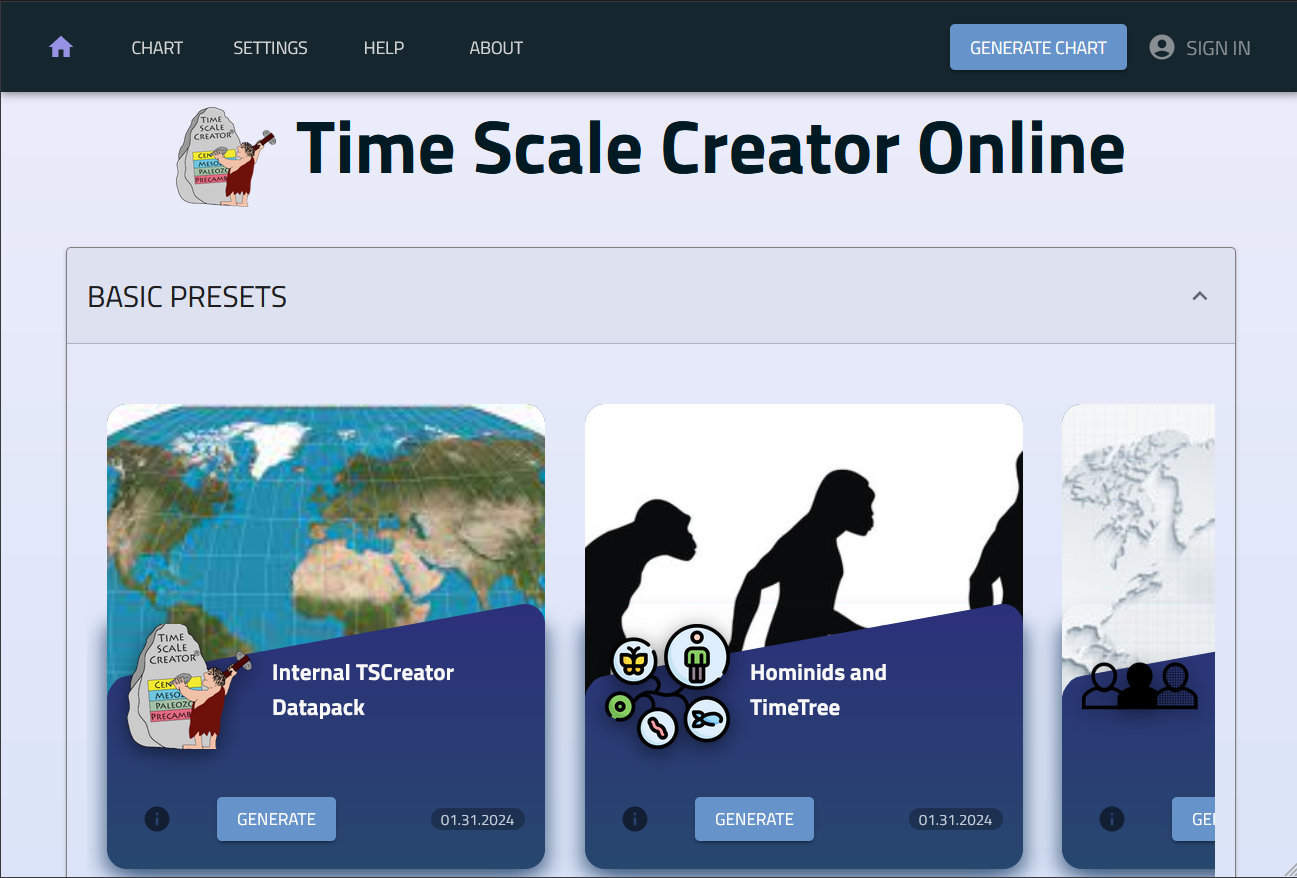 CHART SETTINGS HELP ABOUT GENERATE CHART SIGN IN
TIME
SCALE
CREATOR
Time Scale Creator Online
PALEOZO
PRECAMB
BASIC PRESETS
TIME
SCALE
CREATOR
CEN
MESO
PALEOZO
PRECAMB
Internal TSCreator
Datapack
Hominids and
TimeTree
GENERATE 01.31.2024
GENERATE 01.31.2024
GE